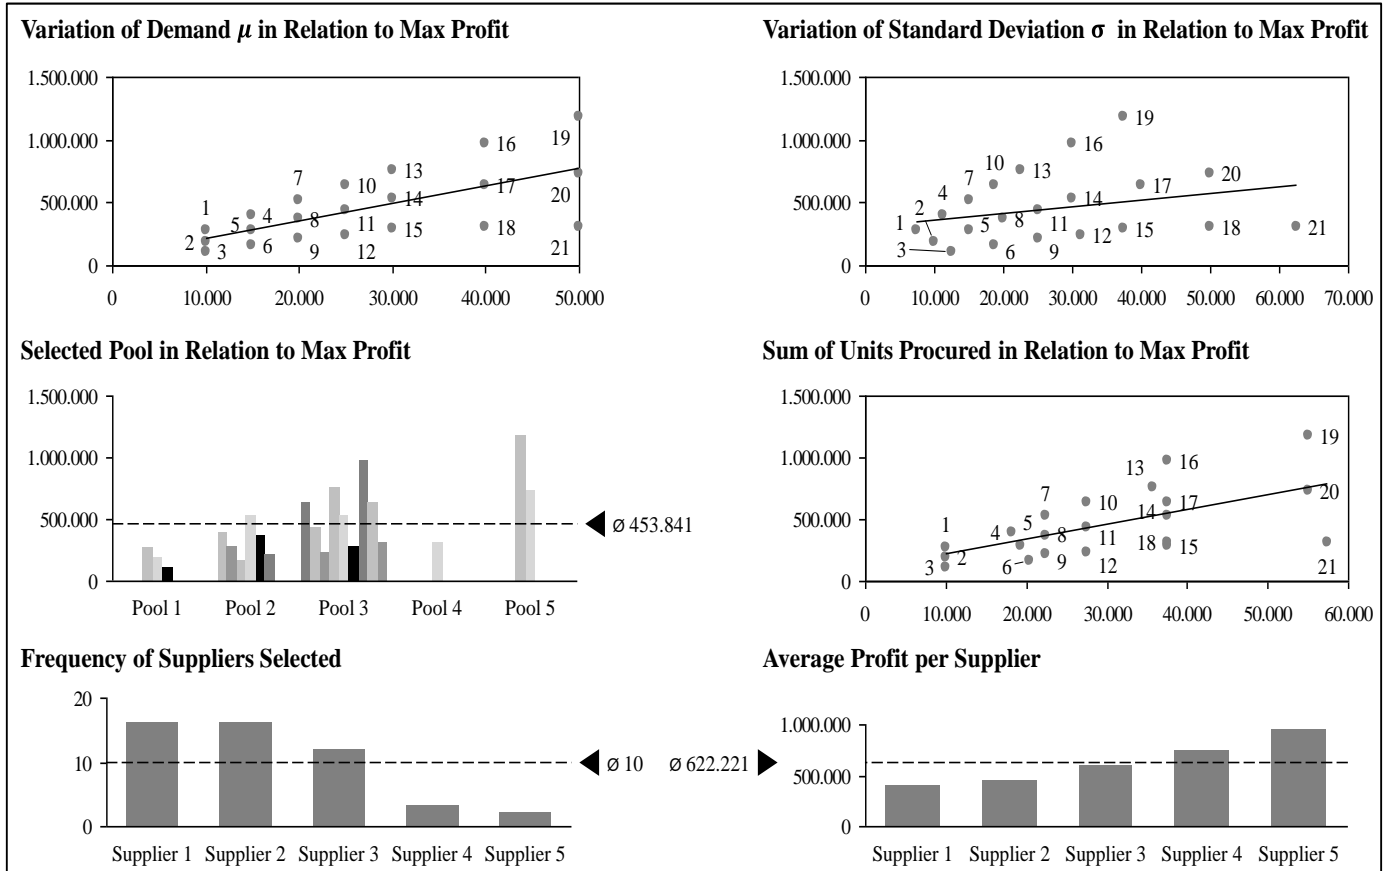 Variation of Demand μ in Relation to Max Profit
1.500.000
1.000.000
500.000
0
0 10.000 20.000 30.000 40.000 50.000
1 2 3 4 5 6 7 8 9 10 11 12 13 14 15 16 17 18 19 20 21
Variation of Standard Deviation σ in Relation to Max Profit
1.500.000
1.000.000
500.000
0
0 10.000 20.000 30.000 40.000 50.000 60.000 70.000
1 2 3 4 5 6 7 8 9 10 11 12 13 14 15 16 17 18 19 20 21
Selected Pool in Relation to Max Profit
1.500.000
1.000.000
500.000
0
Pool 1 Pool 2 Pool 3 Pool 4 Pool 5
Ø 453.841
Sum of Units Procured in Relation to Max Profit
1.500.000
1.000.000
500.000
0
0 10.000 20.000 30.000 40.000 50.000 60.000
1 2 3 4 5 6 7 8 9 10 11 12 13 14 15 16 17 18 19 20 21
Frequency of Suppliers Selected
20
10
0
Supplier 1 Supplier 2 Supplier 3 Supplier 4 Supplier 5
Ø 10
Average Profit per Supplier
Ø 622.221
1.000.000
500.000
0
Supplier 1 Supplier 2 Supplier 3 Supplier 4 Supplier 5